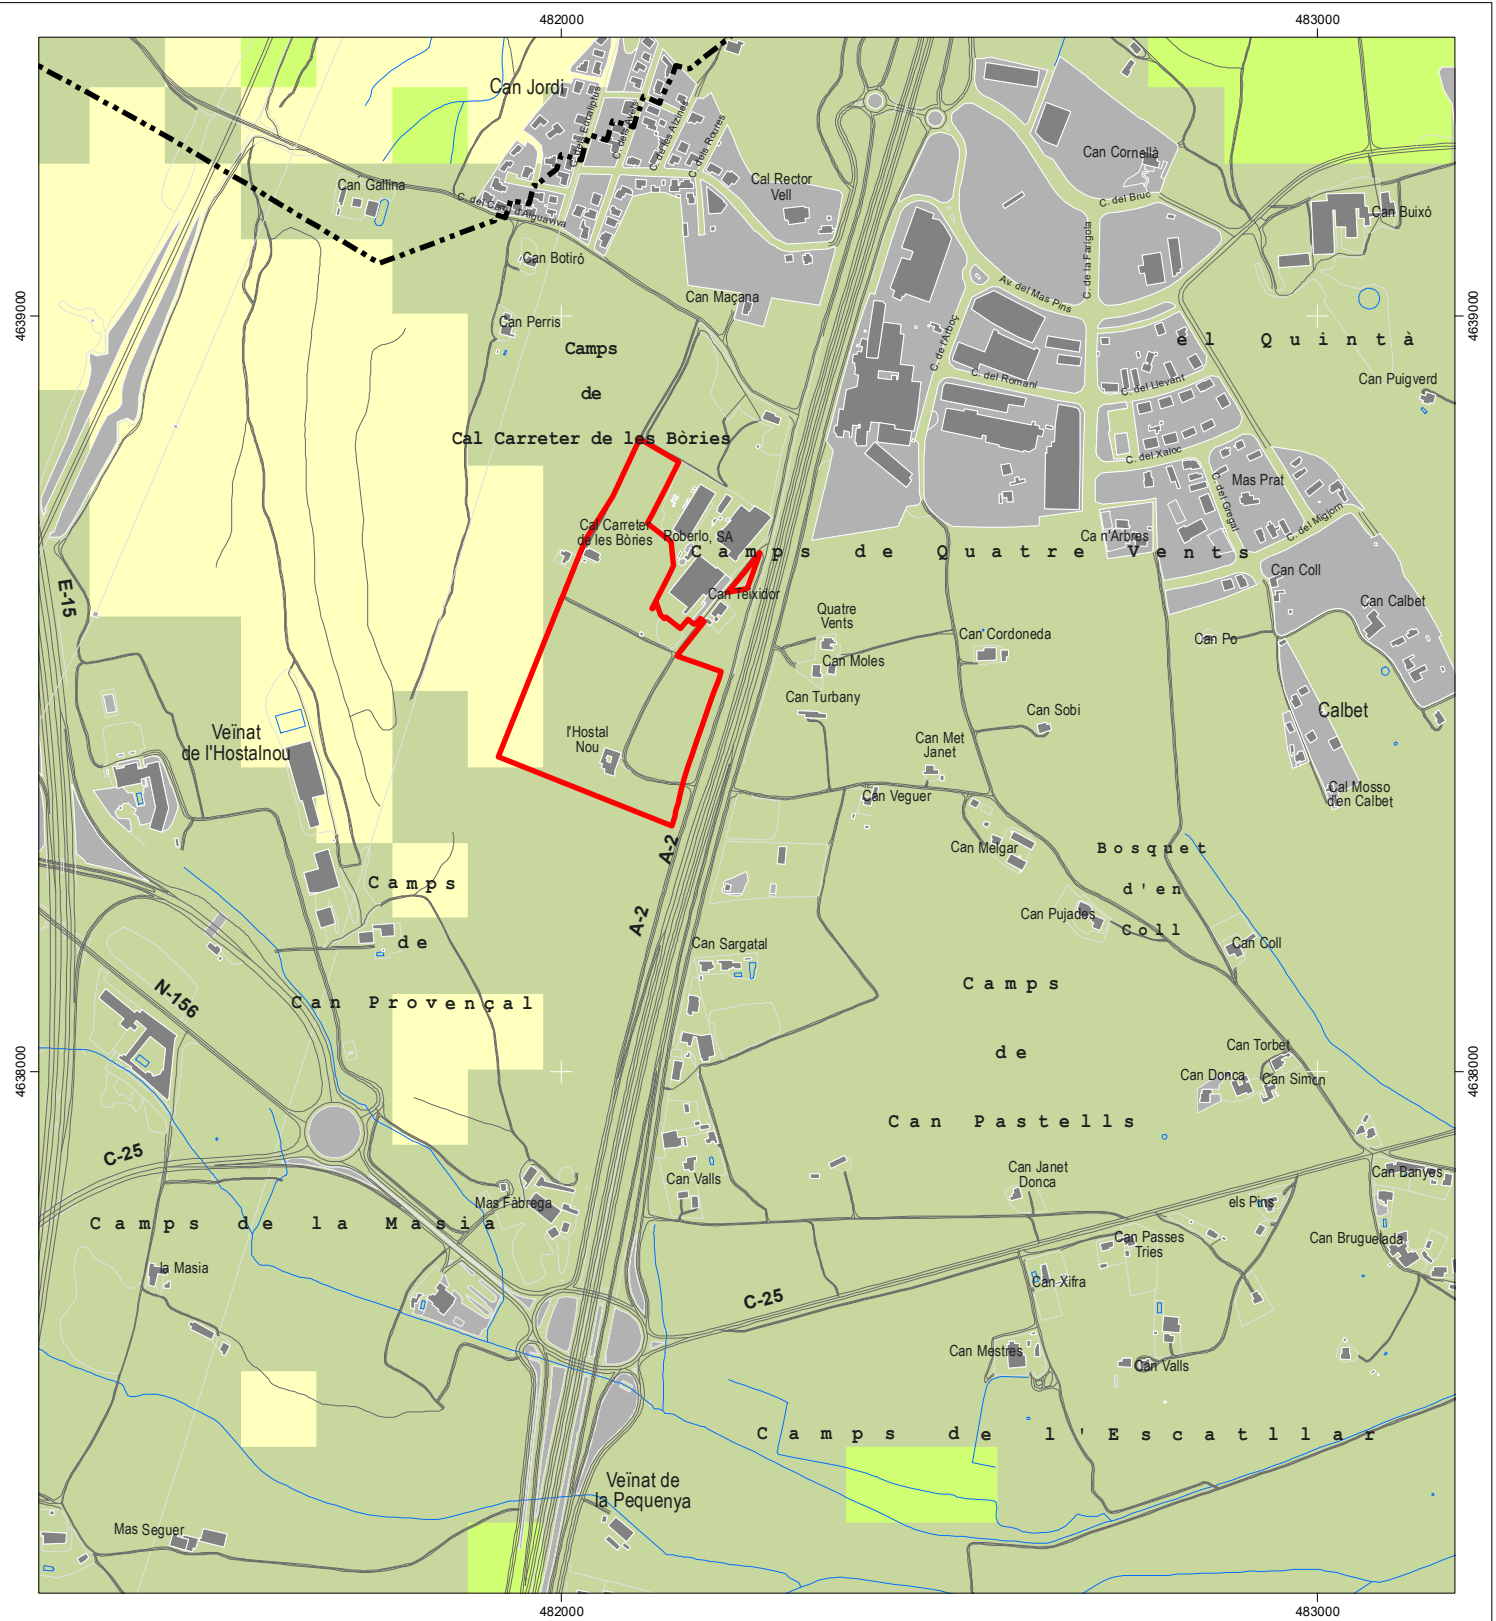 482000
483000
Can Jordi
C. dels Eucaliptus
C. dels Avets
C. de les Alzines
C. dels Roures
Can Cornellà
Can Gallina
Cal Rector
Vell
C. del Camí d'Aiguaviva
C. del Bruc
Can Buixó
C. de la Farigola
Can Botiró
Av. del Mas Pins
Can Maçana
4639000
4639000
Can Perris
C. de l'Arboç
el Quintà
Camps
de
Cal Carreter de les Bòries
C. del Romaní
C. del Llevant
Can Puigverd
C. del Xaloc
Mas Prat
C. del Gregal
C. del Migjorn
Cal Carreter
de les Bòries
Roberlo, SA
Ca n'Arbres
Camps de Quatre Vents
Can Coll
E-15
Can Teixidor
Quatre
Vents
Can Calbet
Can Cordoneda
Can Po
Can Moles
Can Turbany
Can Sobi
Calbet
Veïnat
de l'Hostalnou
l'Hostal
Nou
Can Met
Janet
Can Veguer
Cal Mosso
d'en Calbet
A-2
Can Melgar
Bosquet
d'en
Coll
Camps
de
Can Provençal
A-2
Can Pujades
Can Sargatal
Can Coll
N-156
Camps
de
Can Pastells
Can Torbet
Can Donca
Can Simon
4638000
4638000
C-25
Can Valls
Can Janet
Donca
Can Banyes
Mas Fàbrega
els Pins
Camps de la Masia
Can Passes
Tries
Can Bruguelada
la Masia
Can Xifra
C-25
Can Mestres
Can Valls
Camps de l'Escatllar
Veïnat de
la Pequenya
Mas Seguer
482000
483000